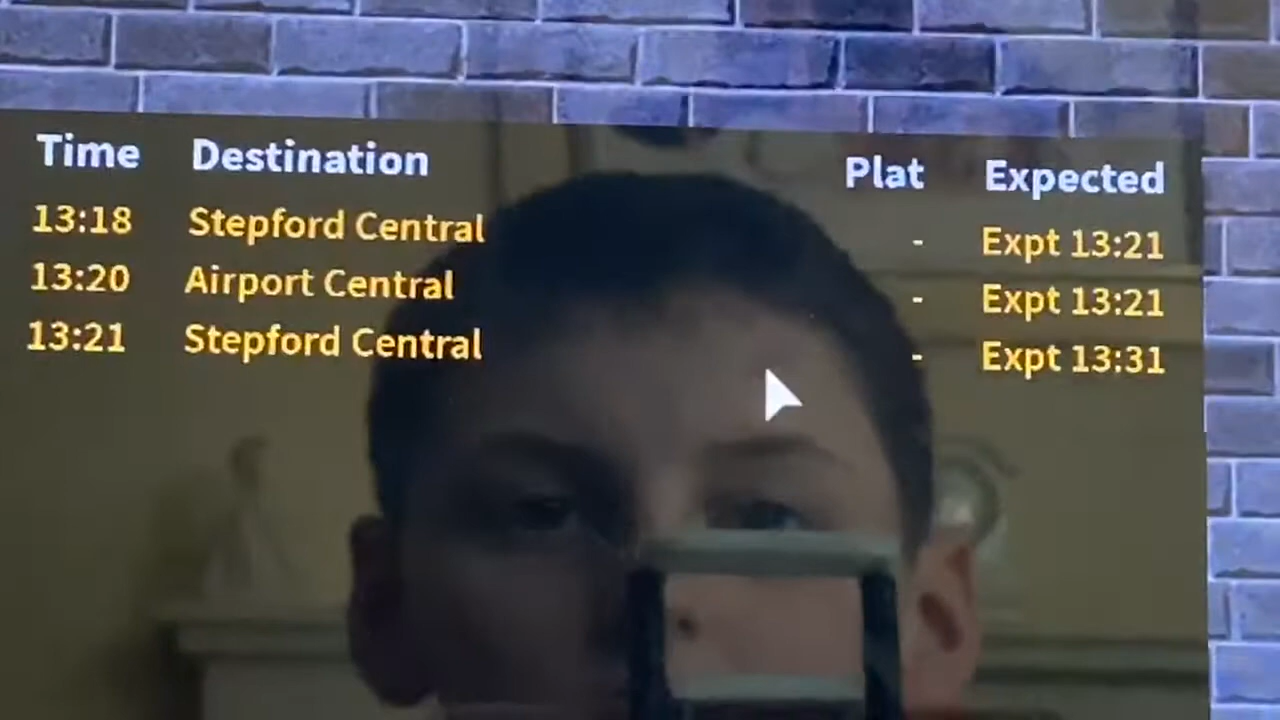 Time Destination Plat Expected
13:18 Stepford Central - Expt 13:21
13:20 Airport Central - Expt 13:21
13:21 Stepford Central - Expt 13:31